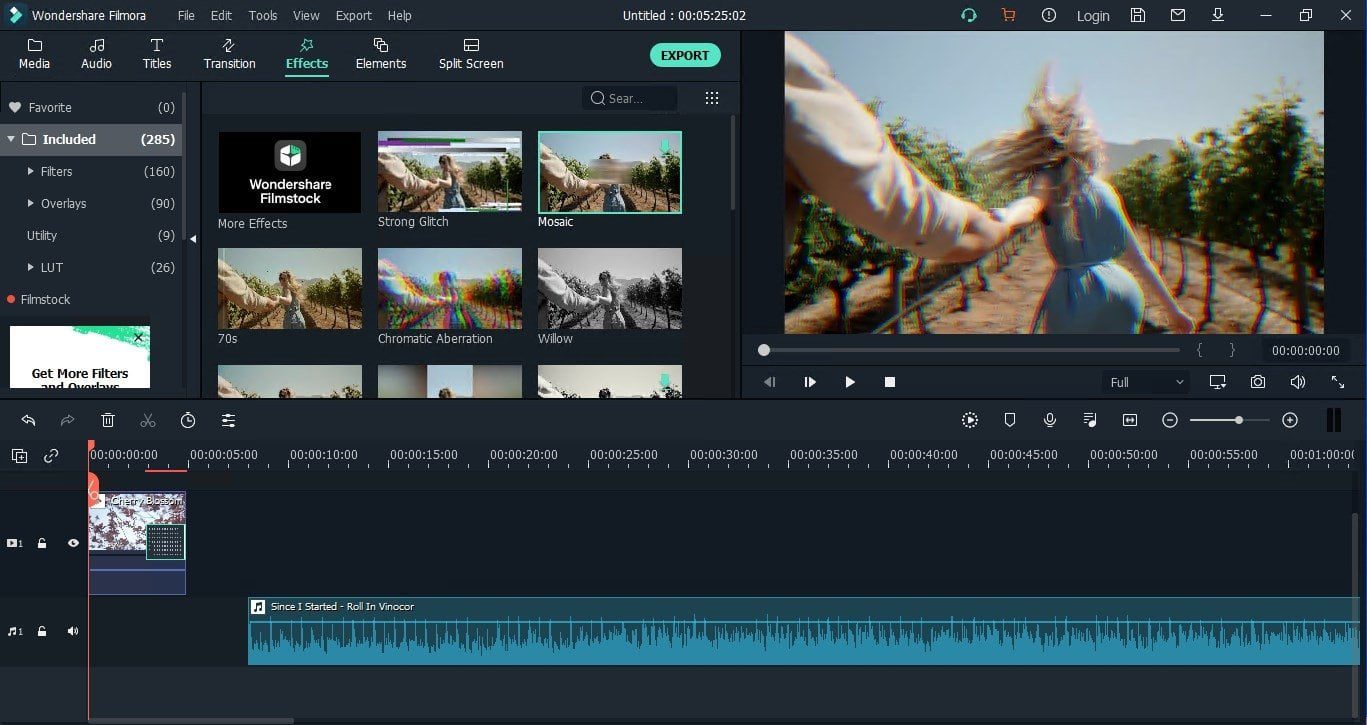 Wondershare Filmora
File Edit Tools View Export Help
Untitled : 00:05:25:02
Login
Media Audio Titles Transition Effects Elements Split Screen
EXPORT
Favorite (0)
Included (285)
Filters (160)
Overlays (90)
Utility (9)
LUT (26)
Filmstock
Get More Filters
and Overlays
Sear...
Wondershare
Filmstock
More Effects
Strong Glitch
Mosaic
70s
Chromatic Aberration
Willow
{ } 00:00:00:00
Full
00:00:00:00 00:00:05:00 00:00:10:00 00:00:15:00 00:00:20:00 00:00:25:00 00:00:30:00 00:00:35:00 00:00:40:00 00:00:45:00 00:00:50:00 00:00:55:00 00:01:00:00
Cherry Blossom
1
Since I Started - Roll In Vinocor
1